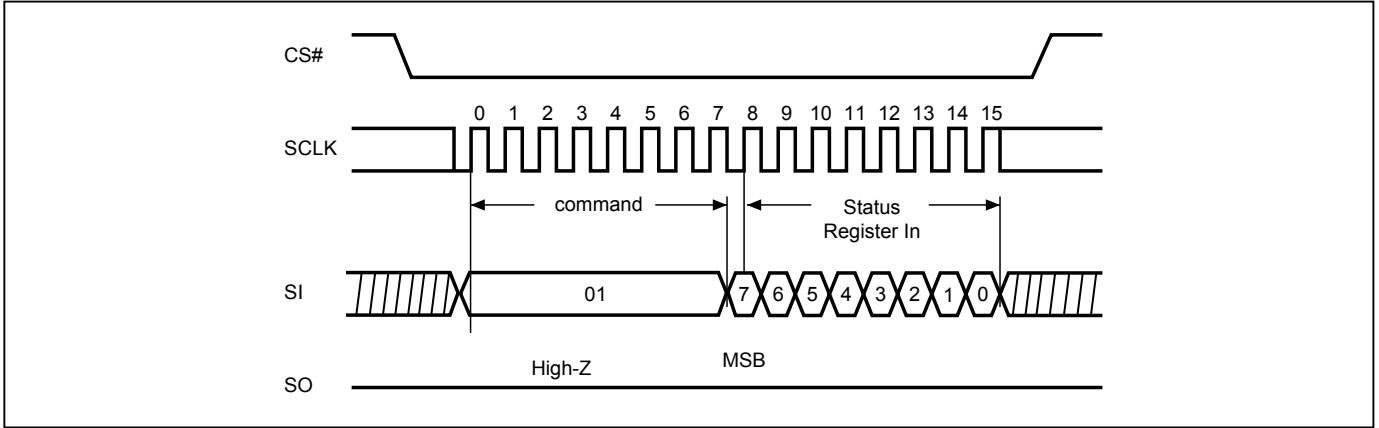 CS#
0 1 2 3 4 5 6 7 8 9 10 11 12 13 14 15
SCLK
command
Status
Register In
SI
01
7 6 5 4 3 2 1 0
High-Z
MSB
SO